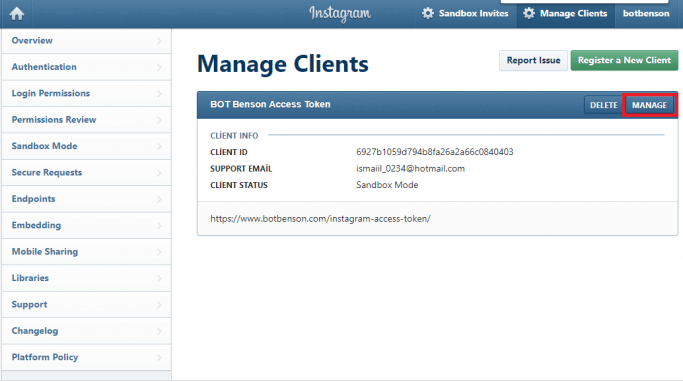 Instagram
Sandbox Invites
Manage Clients
botbenson
Overview
Authentication
Login Permissions
Permissions Review
Sandbox Mode
Secure Requests
Endpoints
Embedding
Mobile Sharing
Libraries
Support
Changelog
Platform Policy
Manage Clients
Report Issue
Register a New Client
BOT Benson Access Token
DELETE
MANAGE
CLIENT INFO
CLIENT ID 6927b1059d794b8fa26a2a66c0840403
SUPPORT EMAIL ismaiil_0234@hotmail.com
CLIENT STATUS Sandbox Mode
https://www.botbenson.com/instagram-access-token/